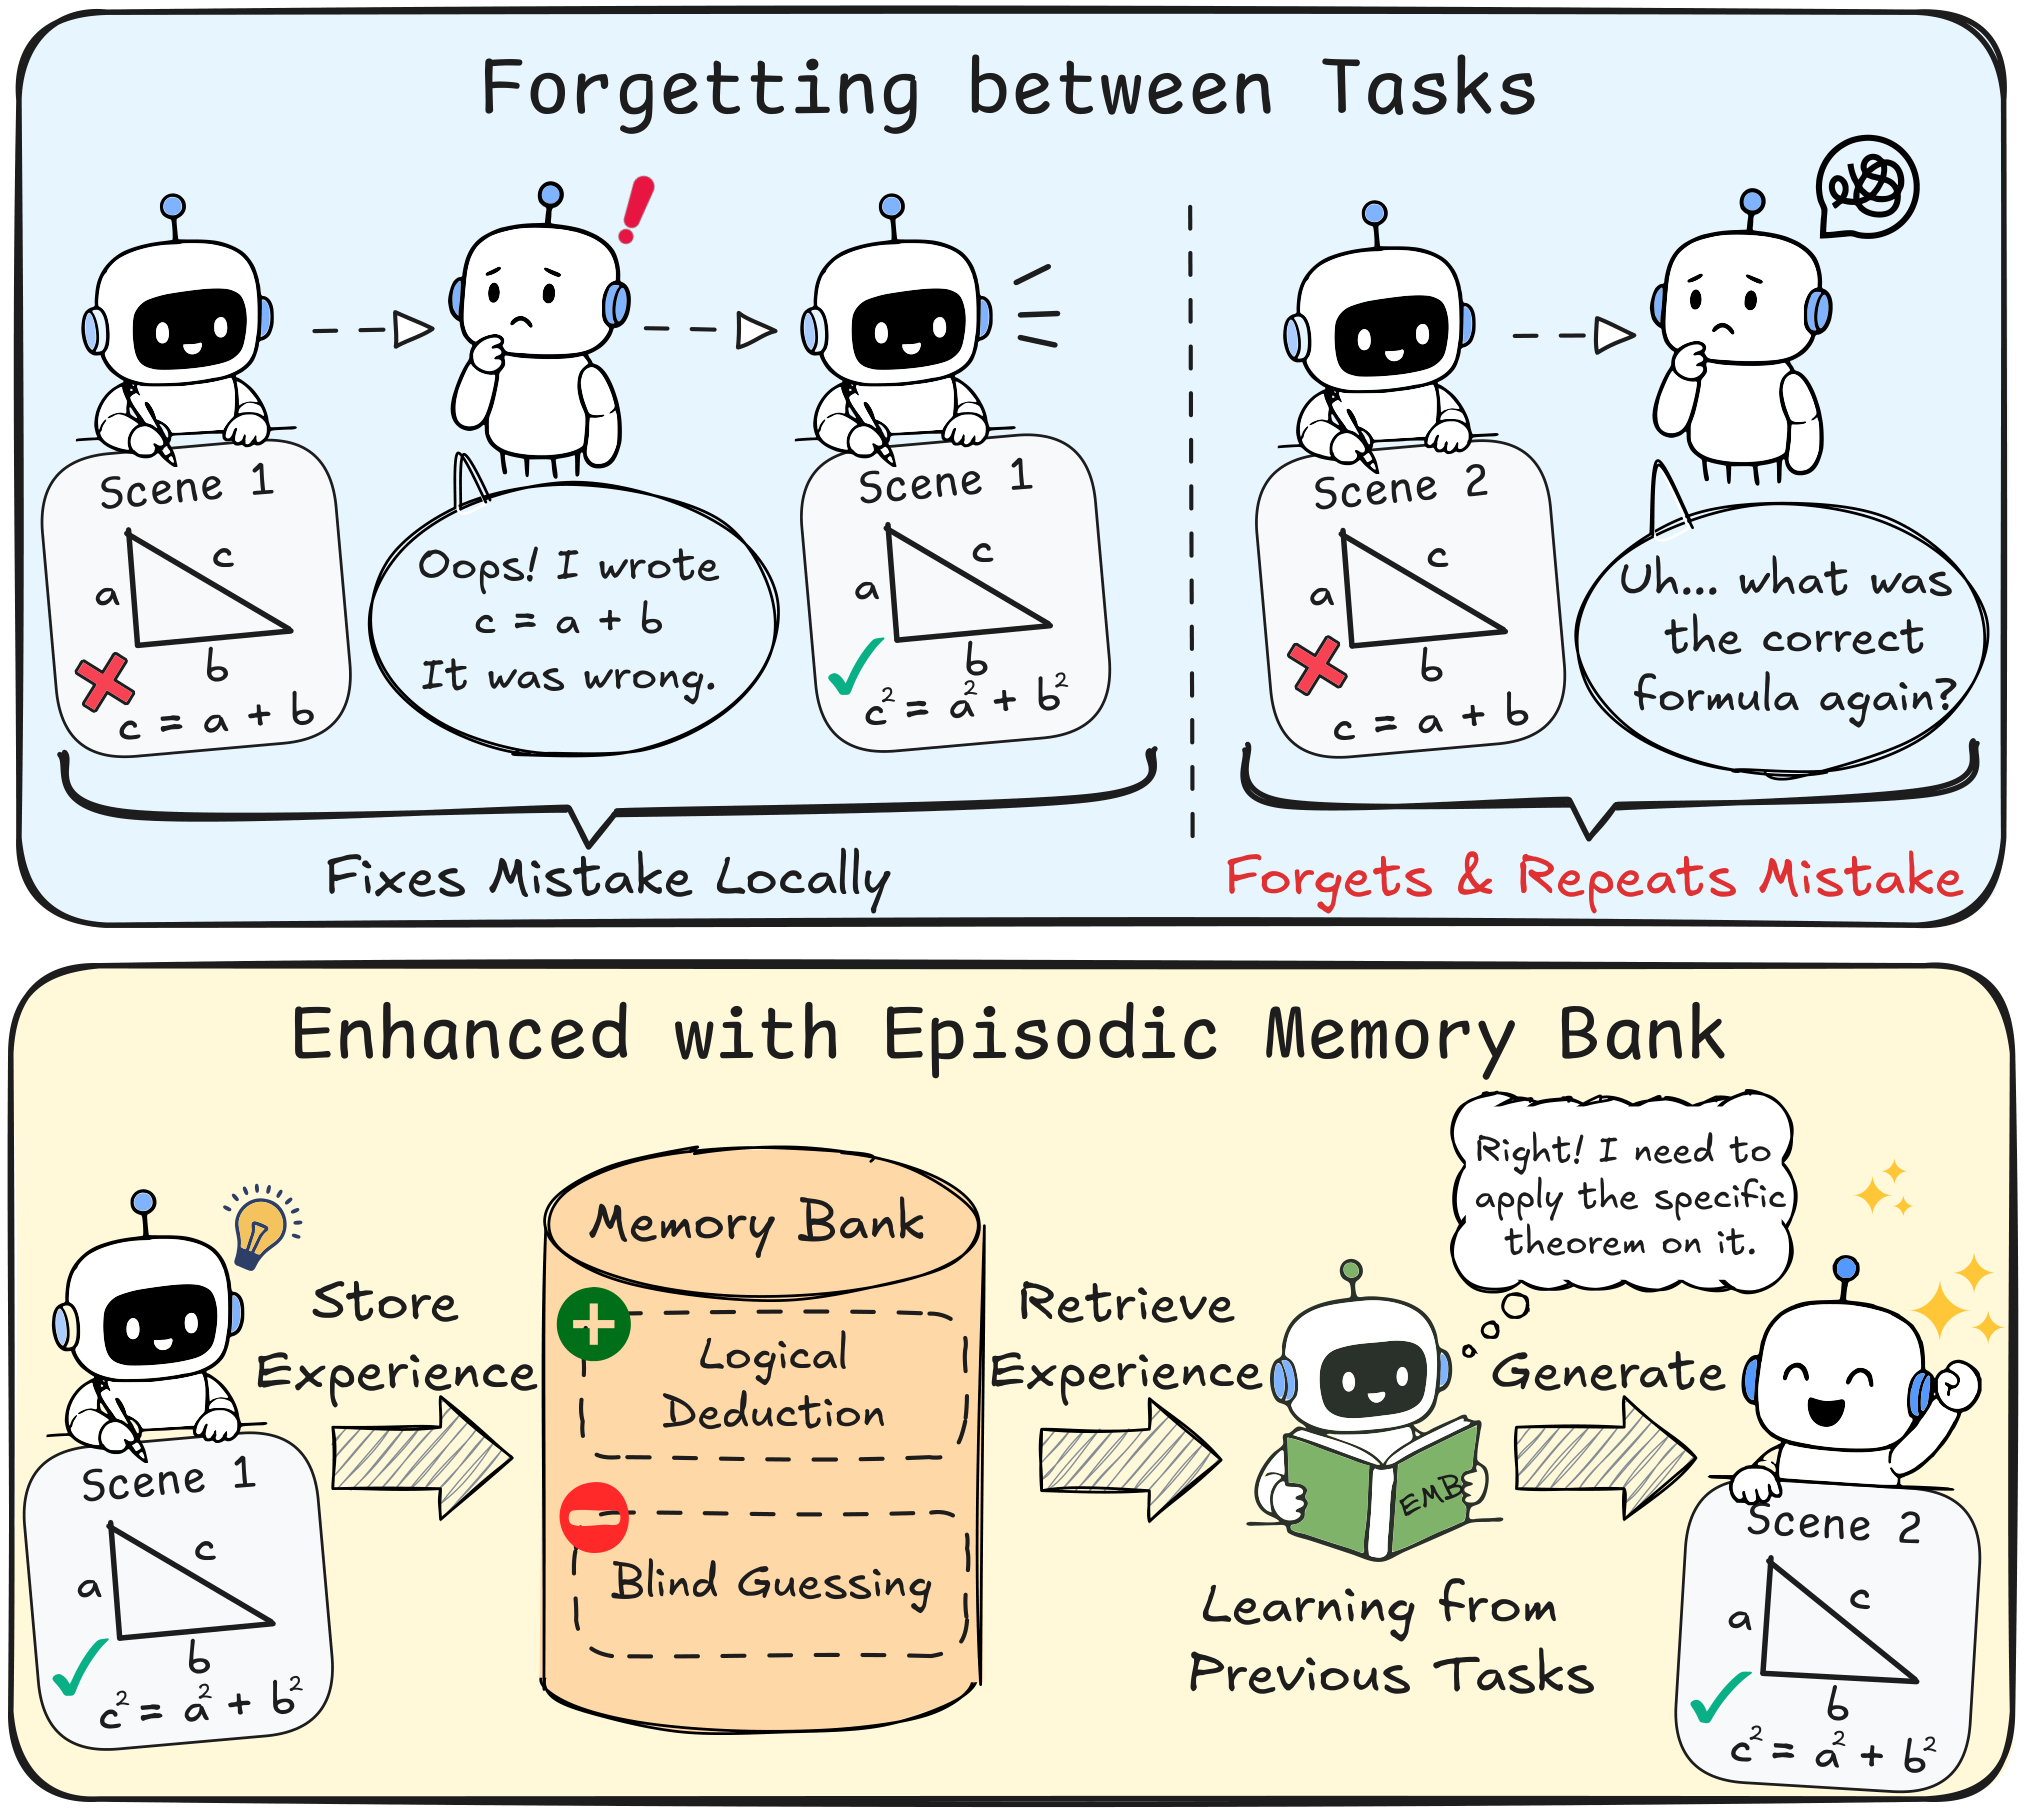 Forgetting between Tasks
Scene 1
a
c
b
c = a + b
Oops! I wrote
c = a + b
It was wrong.
Scene 1
a
c
b
c² = a² + b²
Scene 2
a
c
b
c = a + b
Uh... what was
the correct
formula again?
Fixes Mistake Locally
Forgets & Repeats Mistake
Enhanced with Episodic Memory Bank
Scene 1
a
c
b
c² = a² + b²
Store
Experience
Memory Bank
Logical
Deduction
Blind Guessing
Retrieve
Experience
Right! I need to
apply the specific
theorem on it.
EMB
Learning from
Previous Tasks
Generate
Scene 2
a
c
b
c² = a² + b²